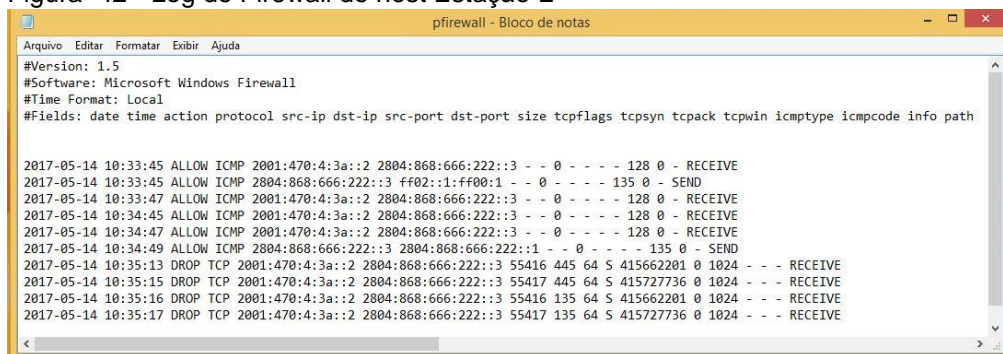 pfirewall - Bloco de notas
Arquivo Editar Formatar Exibir Ajuda
#Version: 1.5
#Software: Microsoft Windows Firewall
#Time Format: Local
#Fields: date time action protocol src-ip dst-ip src-port dst-port size tcpflags tcpsyn tcpack tcpwin icmptype icmpcode info path
2017-05-14 10:33:45 ALLOW ICMP 2001:470:4:3a::2 2804:868:666:222::3 - - 0 - - - - 128 0 - RECEIVE
2017-05-14 10:33:45 ALLOW ICMP 2804:868:666:222::3 ff02::1:ff00:1 - - 0 - - - - 135 0 - SEND
2017-05-14 10:33:47 ALLOW ICMP 2001:470:4:3a::2 2804:868:666:222::3 - - 0 - - - - 128 0 - RECEIVE
2017-05-14 10:34:45 ALLOW ICMP 2001:470:4:3a::2 2804:868:666:222::3 - - 0 - - - - 128 0 - RECEIVE
2017-05-14 10:34:47 ALLOW ICMP 2001:470:4:3a::2 2804:868:666:222::3 - - 0 - - - - 128 0 - RECEIVE
2017-05-14 10:34:49 ALLOW ICMP 2804:868:666:222::3 2804:868:666:222::1 - - 0 - - - - 135 0 - SEND
2017-05-14 10:35:13 DROP TCP 2001:470:4:3a::2 2804:868:666:222::3 55416 445 64 S 415662201 0 1024 - - - RECEIVE
2017-05-14 10:35:15 DROP TCP 2001:470:4:3a::2 2804:868:666:222::3 55417 445 64 S 415727736 0 1024 - - - RECEIVE
2017-05-14 10:35:16 DROP TCP 2001:470:4:3a::2 2804:868:666:222::3 55416 135 64 S 415662201 0 1024 - - - RECEIVE
2017-05-14 10:35:17 DROP TCP 2001:470:4:3a::2 2804:868:666:222::3 55417 135 64 S 415727736 0 1024 - - - RECEIVE